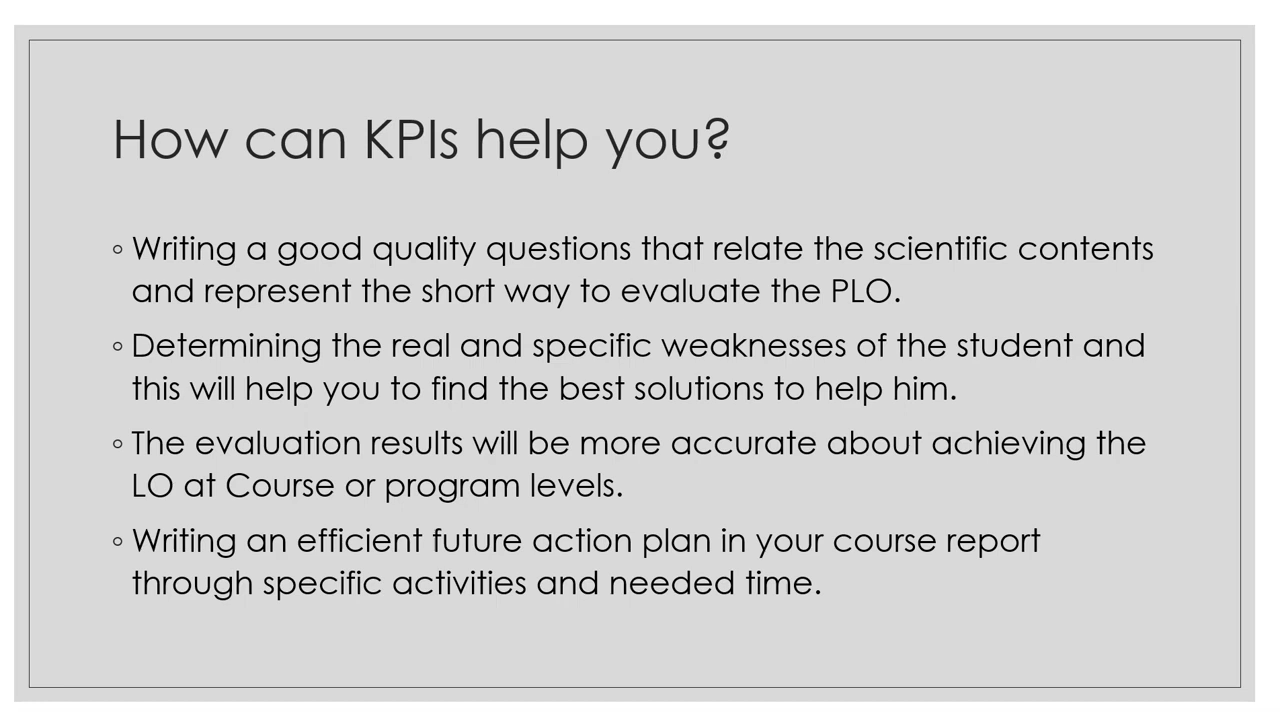 How can KPIs help you?
◦ Writing a good quality questions that relate the scientific contents
and represent the short way to evaluate the PLO.
◦ Determining the real and specific weaknesses of the student and
this will help you to find the best solutions to help him.
◦ The evaluation results will be more accurate about achieving the
LO at Course or program levels.
◦ Writing an efficient future action plan in your course report
through specific activities and needed time.